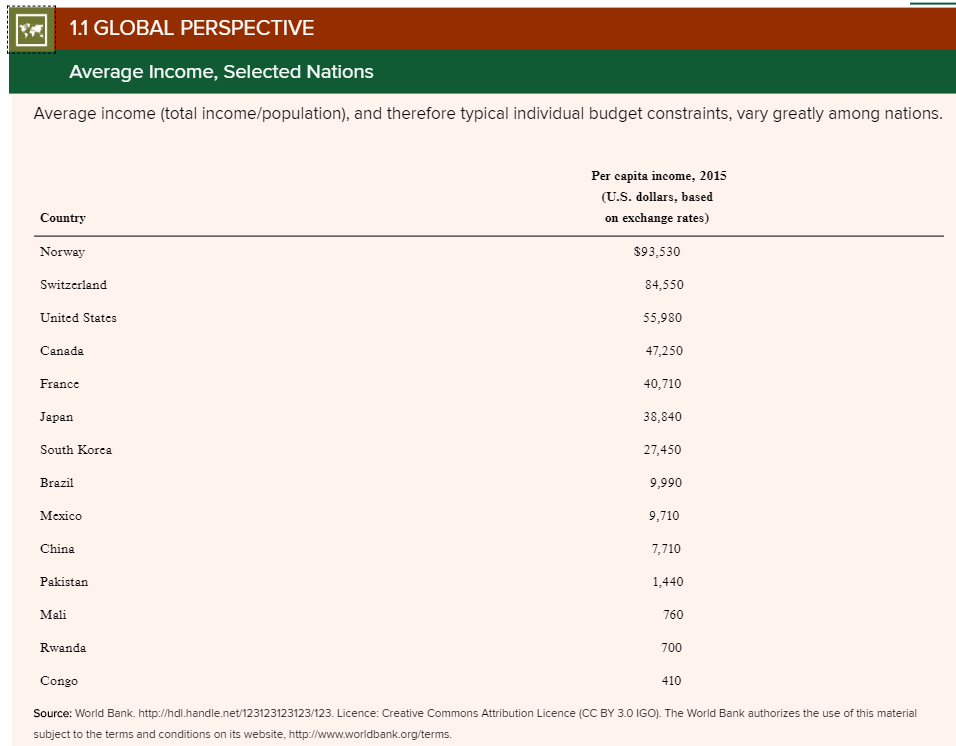 1.1 GLOBAL PERSPECTIVE
Average Income, Selected Nations
Average income (total income/population), and therefore typical individual budget constraints, vary greatly among nations.
Per capita income, 2015
(U.S. dollars, based
Country on exchange rates)
Norway $93,530
Switzerland 84,550
United States 55,980
Canada 47,250
France 40,710
Japan 38,840
South Korea 27,450
Brazil 9,990
Mexico 9,710
China 7,710
Pakistan 1,440
Mali 760
Rwanda 700
Congo 410
Source: World Bank. http://hdl.handle.net/123123123123/123. Licence: Creative Commons Attribution Licence (CC BY 3.0 IGO). The World Bank authorizes the use of this material
subject to the terms and conditions on its website, http://www.worldbank.org/terms.